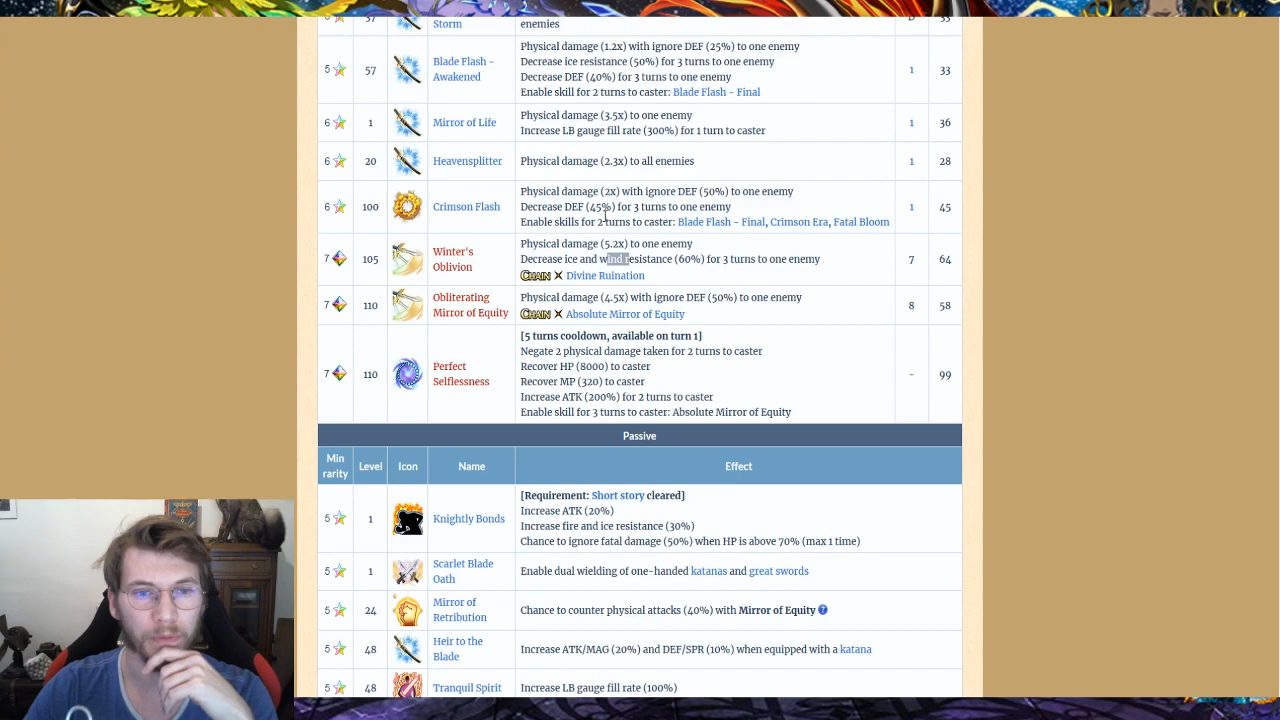 6 37 Storm enemies 33
5 57 Blade Flash - Awakened Physical damage (1.2x) with ignore DEF (25%) to one enemy 1 33
Decrease ice resistance (50%) for 3 turns to one enemy
Decrease DEF (40%) for 3 turns to one enemy
Enable skill for 2 turns to caster: Blade Flash - Final
6 1 Mirror of Life Physical damage (3.5x) to one enemy 1 36
Increase LB gauge fill rate (300%) for 1 turn to caster
6 20 Heavensplitter Physical damage (2.3x) to all enemies 1 28
6 100 Crimson Flash Physical damage (2x) with ignore DEF (50%) to one enemy 1 45
Decrease DEF (45%) for 3 turns to one enemy
Enable skills for 2 turns to caster: Blade Flash - Final, Crimson Era, Fatal Bloom
7 105 Winter's Oblivion Physical damage (5.2x) to one enemy 7 64
Decrease ice and wind resistance (60%) for 3 turns to one enemy
CHAIN Divine Ruination
7 110 Obliterating Mirror of Equity Physical damage (4.5x) with ignore DEF (50%) to one enemy 8 58
CHAIN Absolute Mirror of Equity
7 110 Perfect Selflessness [5 turns cooldown, available on turn 1] - 99
Negate 2 physical damage taken for 2 turns to caster
Recover HP (8000) to caster
Recover MP (320) to caster
Increase ATK (200%) for 2 turns to caster
Enable skill for 3 turns to caster: Absolute Mirror of Equity
Passive
Min rarity Level Icon Name Effect
5 1 Knightly Bonds [Requirement: Short story cleared]
Increase ATK (20%)
Increase fire and ice resistance (30%)
Chance to ignore fatal damage (50%) when HP is above 70% (max 1 time)
5 1 Scarlet Blade Oath Enable dual wielding of one-handed katanas and great swords
5 24 Mirror of Retribution Chance to counter physical attacks (40%) with Mirror of Equity ?
5 48 Heir to the Blade Increase ATK/MAG (20%) and DEF/SPR (10%) when equipped with a katana
5 48 Tranquil Spirit Increase LB gauge fill rate (100%)